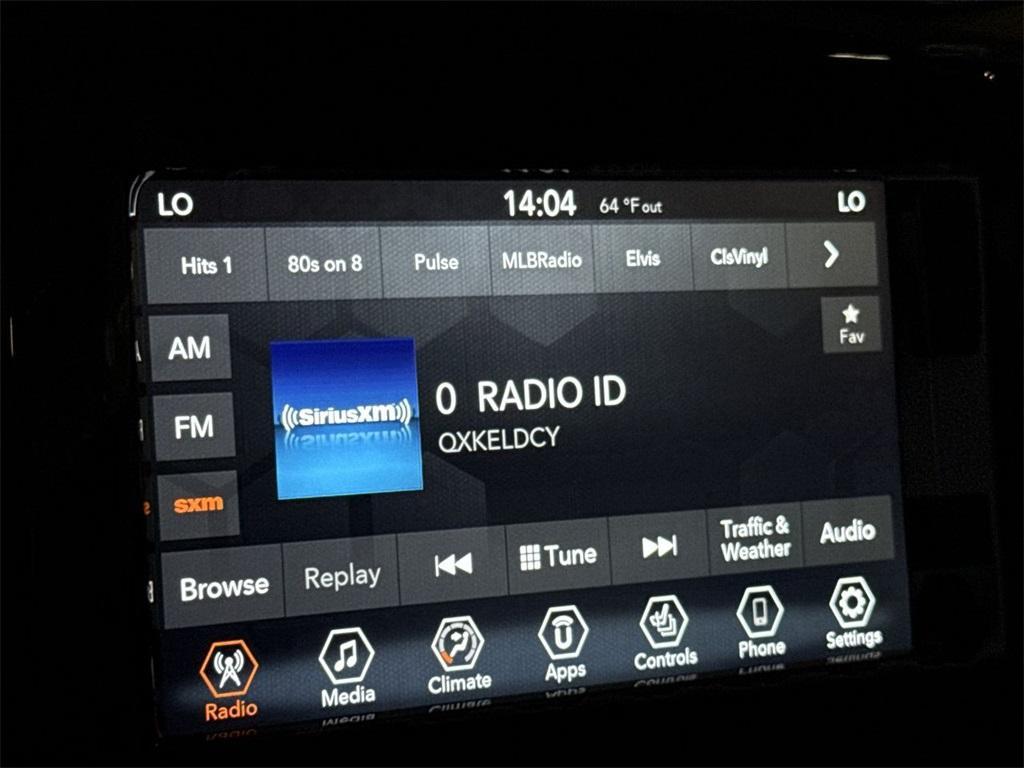 LO 14:04 64 °F out LO
Hits 1 80s on 8 Pulse MLBRadio Elvis ClsVinyl
Fav
AM
FM
sxm
((SiriusXM))
0 RADIO ID
QXKELDCY
Browse Replay Tune Traffic & Weather Audio
Radio Media Climate Apps Controls Phone Settings